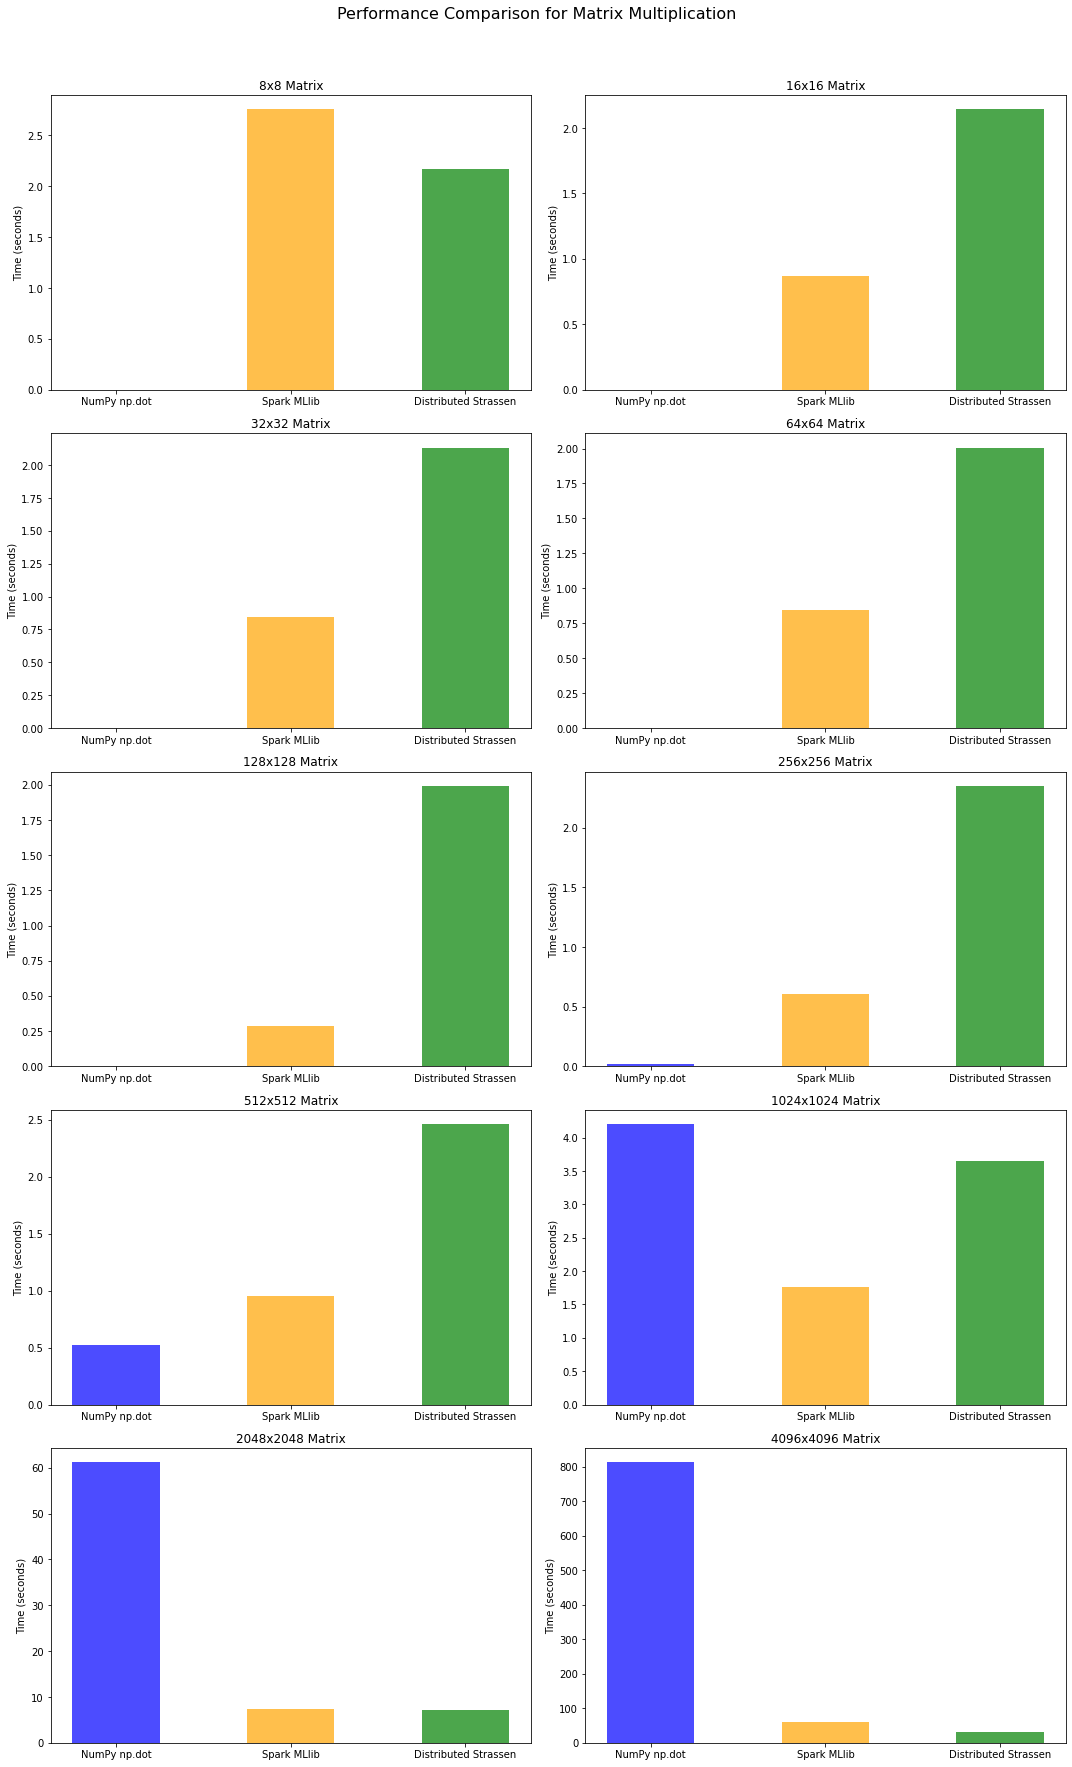 Performance Comparison for Matrix Multiplication
8x8 Matrix
Time (seconds)
2.5
2.0
1.5
1.0
0.5
0.0
NumPy np.dot Spark MLlib Distributed Strassen
16x16 Matrix
Time (seconds)
2.0
1.5
1.0
0.5
0.0
NumPy np.dot Spark MLlib Distributed Strassen
32x32 Matrix
Time (seconds)
2.00
1.75
1.50
1.25
1.00
0.75
0.50
0.25
0.00
NumPy np.dot Spark MLlib Distributed Strassen
64x64 Matrix
Time (seconds)
2.00
1.75
1.50
1.25
1.00
0.75
0.50
0.25
0.00
NumPy np.dot Spark MLlib Distributed Strassen
128x128 Matrix
Time (seconds)
2.00
1.75
1.50
1.25
1.00
0.75
0.50
0.25
0.00
NumPy np.dot Spark MLlib Distributed Strassen
256x256 Matrix
Time (seconds)
2.0
1.5
1.0
0.5
0.0
NumPy np.dot Spark MLlib Distributed Strassen
512x512 Matrix
Time (seconds)
2.5
2.0
1.5
1.0
0.5
0.0
NumPy np.dot Spark MLlib Distributed Strassen
1024x1024 Matrix
Time (seconds)
4.0
3.5
3.0
2.5
2.0
1.5
1.0
0.5
0.0
NumPy np.dot Spark MLlib Distributed Strassen
2048x2048 Matrix
Time (seconds)
60
50
40
30
20
10
0
NumPy np.dot Spark MLlib Distributed Strassen
4096x4096 Matrix
Time (seconds)
800
700
600
500
400
300
200
100
0
NumPy np.dot Spark MLlib Distributed Strassen